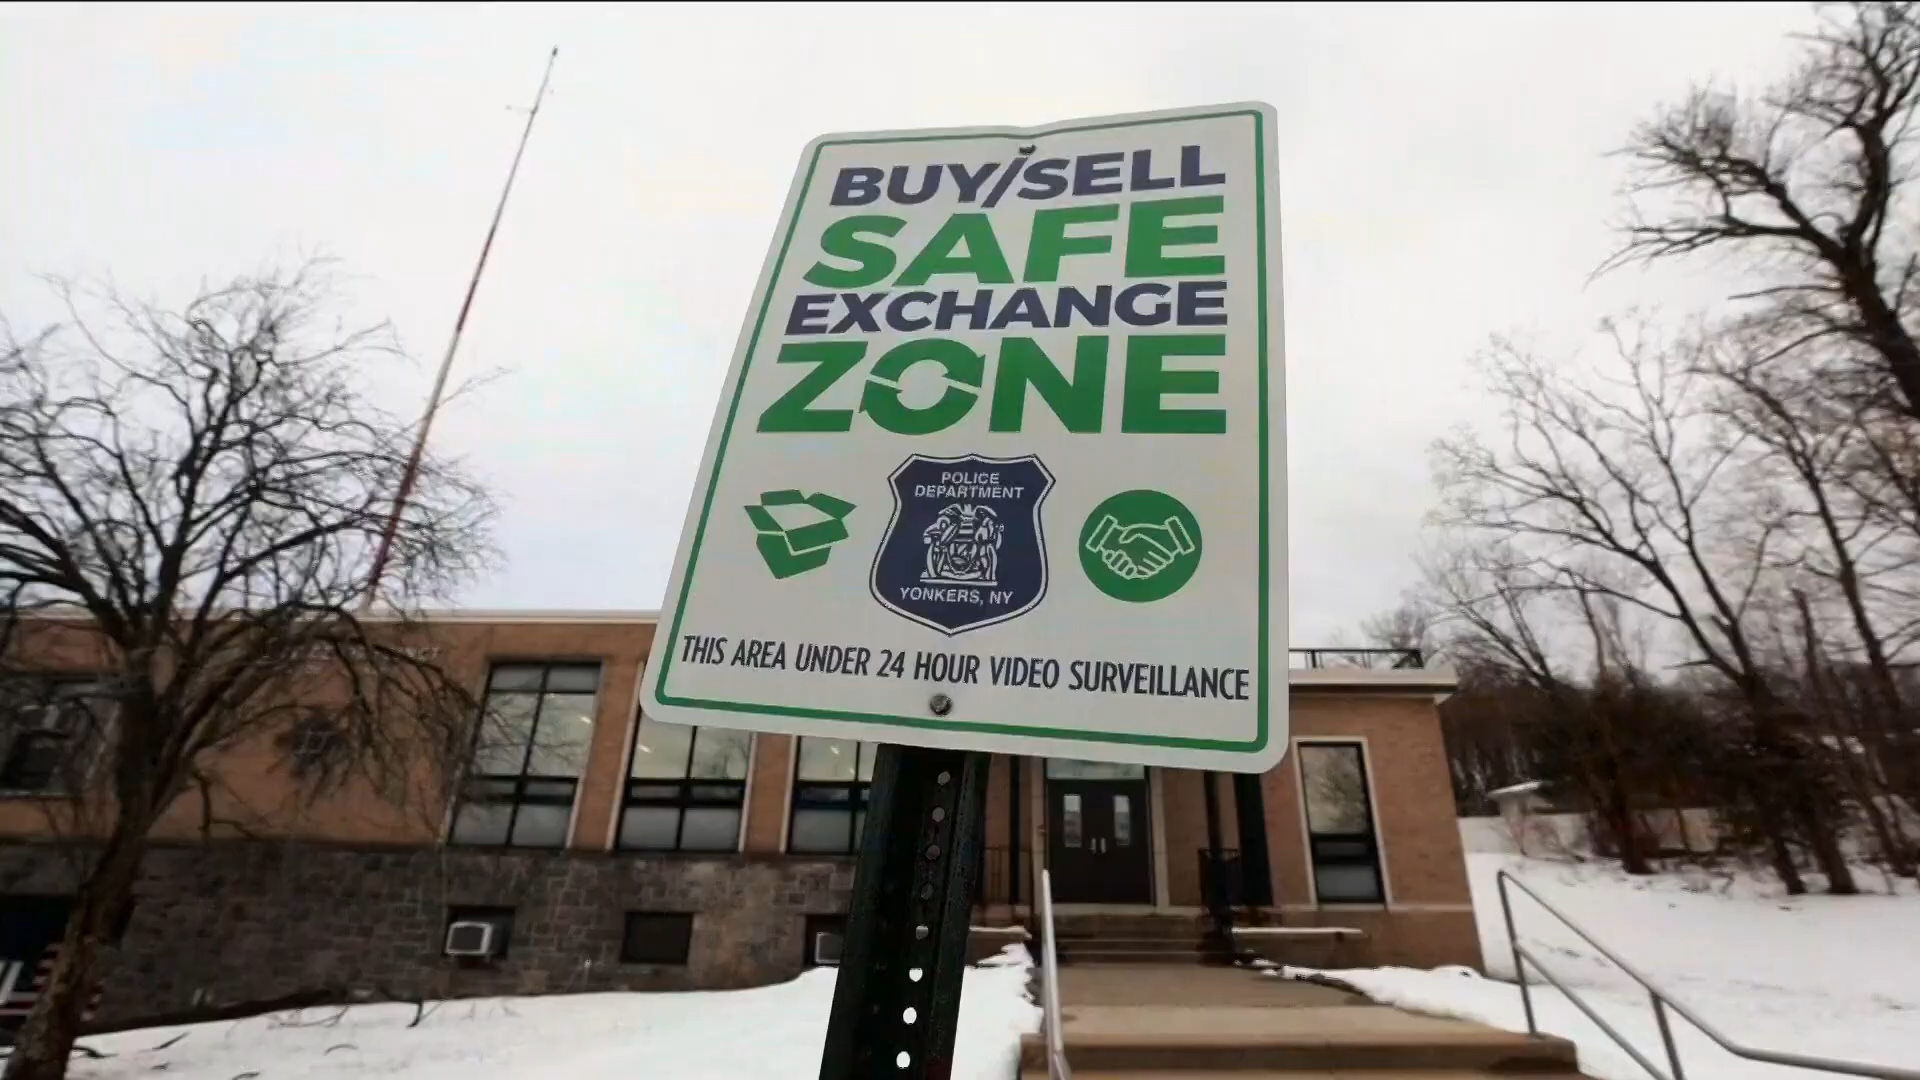 BUY/SELL
SAFE
EXCHANGE
ZONE
POLICE
DEPARTMENT
YONKERS, NY
THIS AREA UNDER 24 HOUR VIDEO SURVEILLANCE